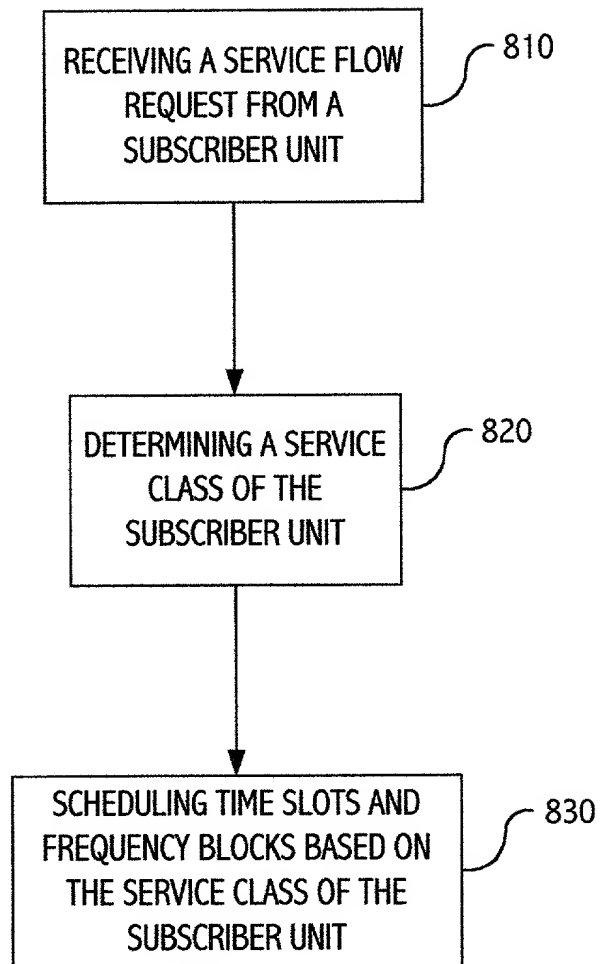 RECEIVING A SERVICE FLOW
REQUEST FROM A
SUBSCRIBER UNIT
810
DETERMINING A SERVICE
CLASS OF THE
SUBSCRIBER UNIT
820
SCHEDULING TIME SLOTS AND
FREQUENCY BLOCKS BASED ON
THE SERVICE CLASS OF THE
SUBSCRIBER UNIT
830